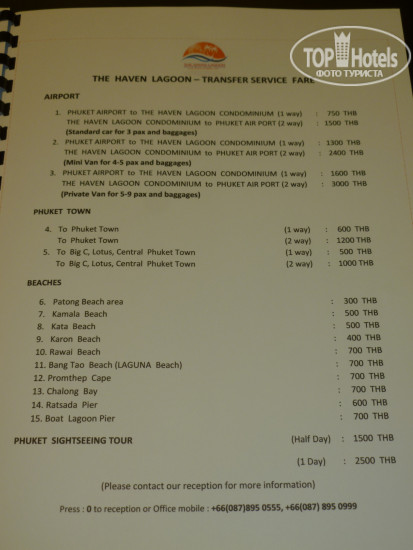 TOP Hotels
ФОТО ТУРИСТА
THE HAVEN LAGOON – TRANSFER SERVICE FARE
AIRPORT
1. PHUKET AIRPORT to THE HAVEN LAGOON CONDOMINIUM (1 way) : 750 THB
THE HAVEN LAGOON CONDOMINIUM to PHUKET AIR PORT (2 way) : 1500 THB
(Standard car for 3 pax and baggages)
2. PHUKET AIRPORT to THE HAVEN LAGOON CONDOMINIUM (1 way) : 1300 THB
THE HAVEN LAGOON CONDOMINIUM to PHUKET AIR PORT (2 way) : 2400 THB
(Mini Van for 4-5 pax and baggages)
3. PHUKET AIRPORT to THE HAVEN LAGOON CONDOMINIUM (1 way) : 1600 THB
THE HAVEN LAGOON CONDOMINIUM to PHUKET AIR PORT (2 way) : 3000 THB
(Private Van for 5-9 pax and baggages)
PHUKET TOWN
4. To Phuket Town (1 way) : 600 THB
To Phuket Town (2 way) : 1200 THB
5. To Big C, Lotus, Central Phuket Town (1 way) : 500 THB
To Big C, Lotus, Central Phuket Town (2 way) : 1000 THB
BEACHES
6. Patong Beach area : 300 THB
7. Kamala Beach : 500 THB
8. Kata Beach : 500 THB
9. Karon Beach : 400 THB
10. Rawai Beach : 700 THB
11. Bang Tao Beach (LAGUNA Beach) : 700 THB
12. Promthep Cape : 700 THB
13. Chalong Bay : 700 THB
14. Ratsada Pier : 600 THB
15. Boat Lagoon Pier : 700 THB
PHUKET SIGHTSEEING TOUR (Half Day) : 1500 THB
(1 Day) : 2500 THB
(Please contact our reception for more information)
Press : 0 to reception or Office mobile : +66(087)895 0555, +66(087) 895 0999